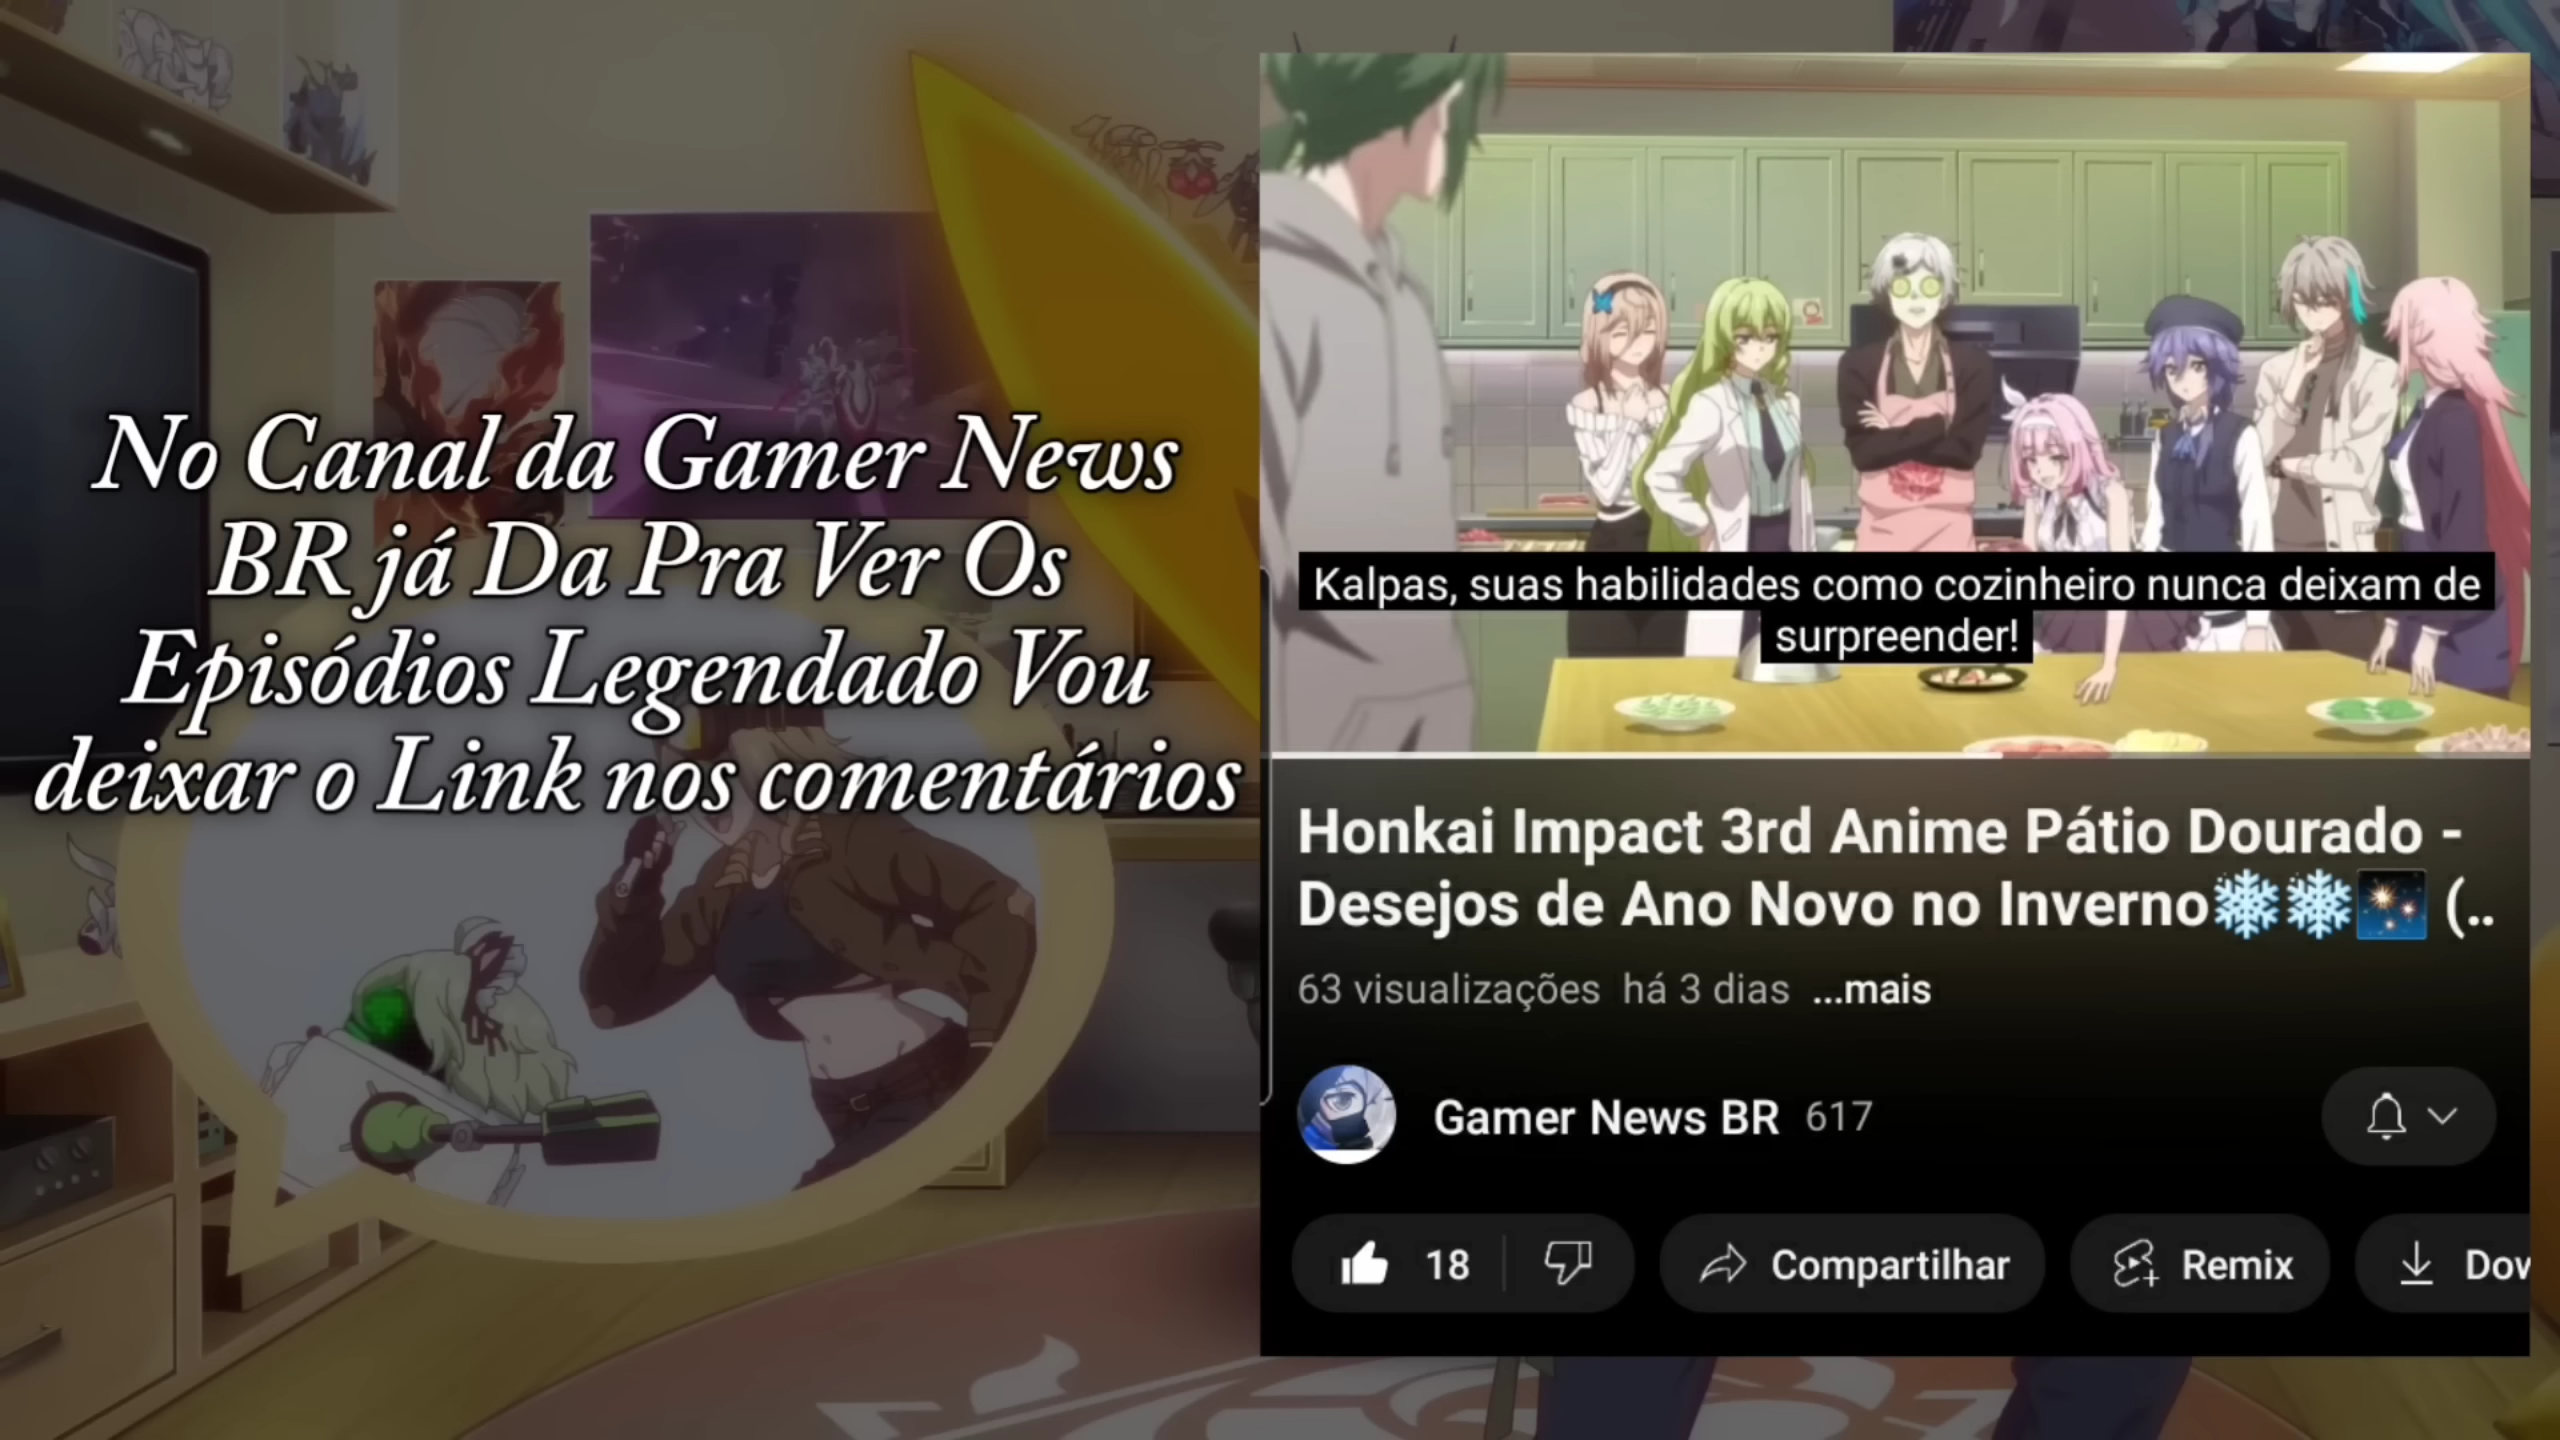 No Canal da Gamer News
BR já Da Pra Ver Os
Episódios Legendado Vou
deixar o Link nos comentários
Kalpas, suas habilidades como cozinheiro nunca deixam de
surpreender!
Honkai Impact 3rd Anime Pátio Dourado -
Desejos de Ano Novo no Inverno❄️❄️🎇 (..
63 visualizações há 3 dias ...mais
Gamer News BR 617
18 Compartilhar Remix Dow